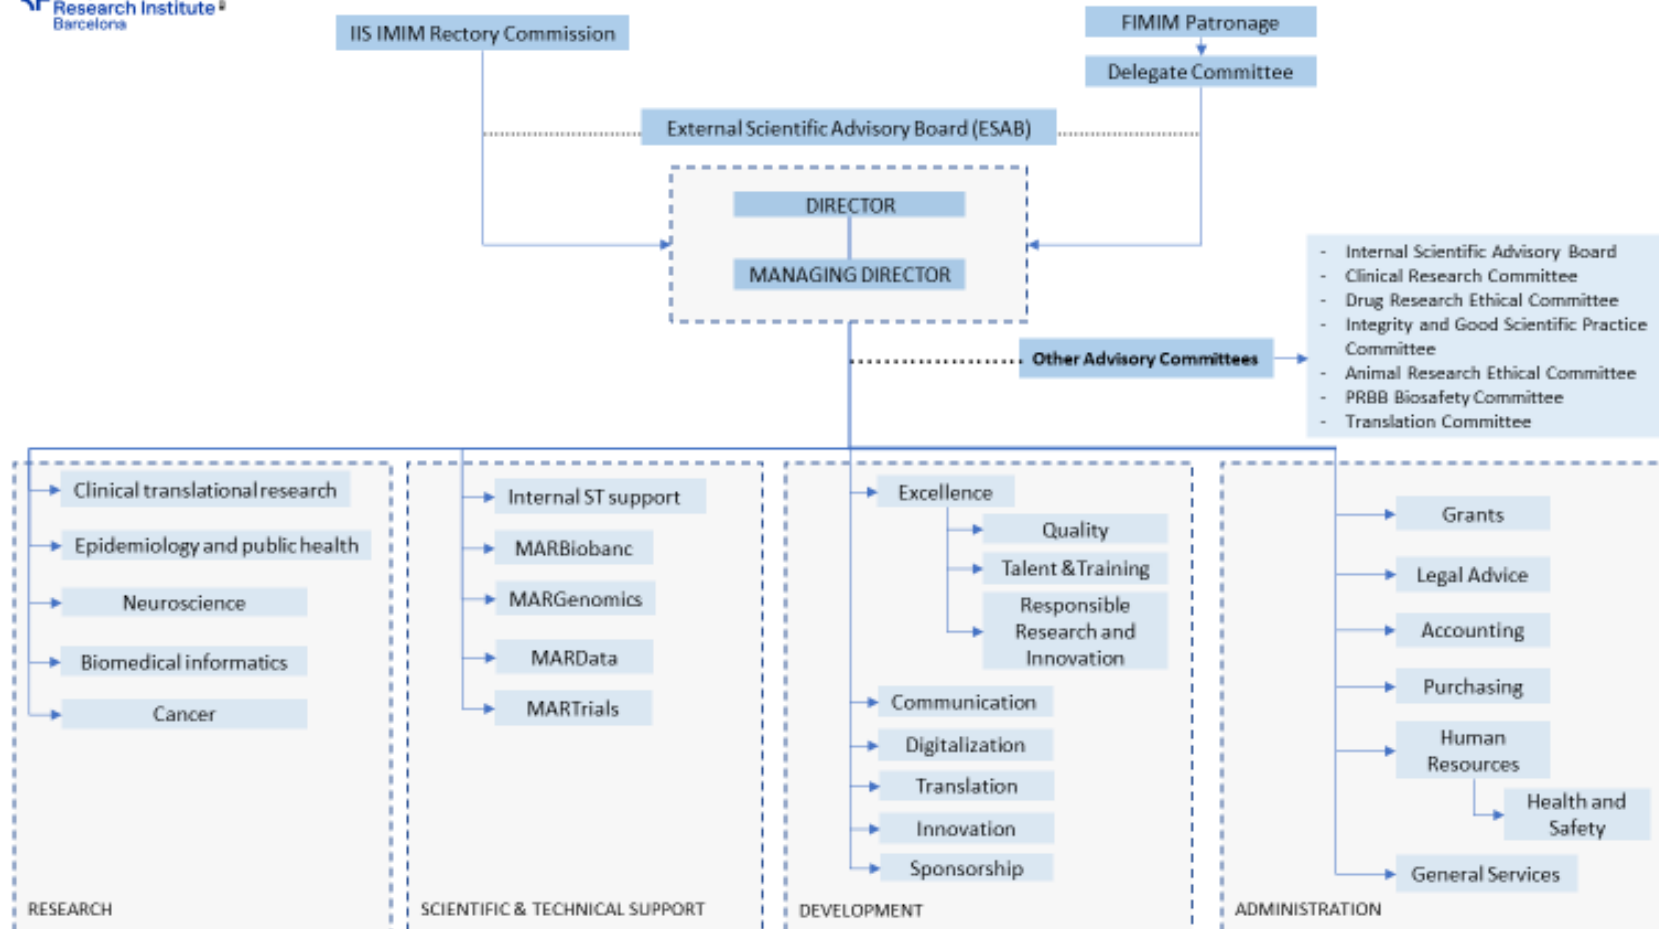 Research Institute
Barcelona
IIS IMIM Rectory Commission
FIMIM Patronage
Delegate Committee
External Scientific Advisory Board (ESAB)
DIRECTOR
MANAGING DIRECTOR
Other Advisory Committees
- Internal Scientific Advisory Board
- Clinical Research Committee
- Drug Research Ethical Committee
- Integrity and Good Scientific Practice
Committee
- Animal Research Ethical Committee
- PRBB Biosafety Committee
- Translation Committee
Clinical translational research
Epidemiology and public health
Neuroscience
Biomedical informatics
Cancer
RESEARCH
Internal ST support
MARBiobanc
MARGenomics
MARData
MARTrials
SCIENTIFIC & TECHNICAL SUPPORT
Excellence
Quality
Talent & Training
Responsible
Research and
Innovation
Communication
Digitalization
Translation
Innovation
Sponsorship
DEVELOPMENT
Grants
Legal Advice
Accounting
Purchasing
Human
Resources
Health and
Safety
General Services
ADMINISTRATION